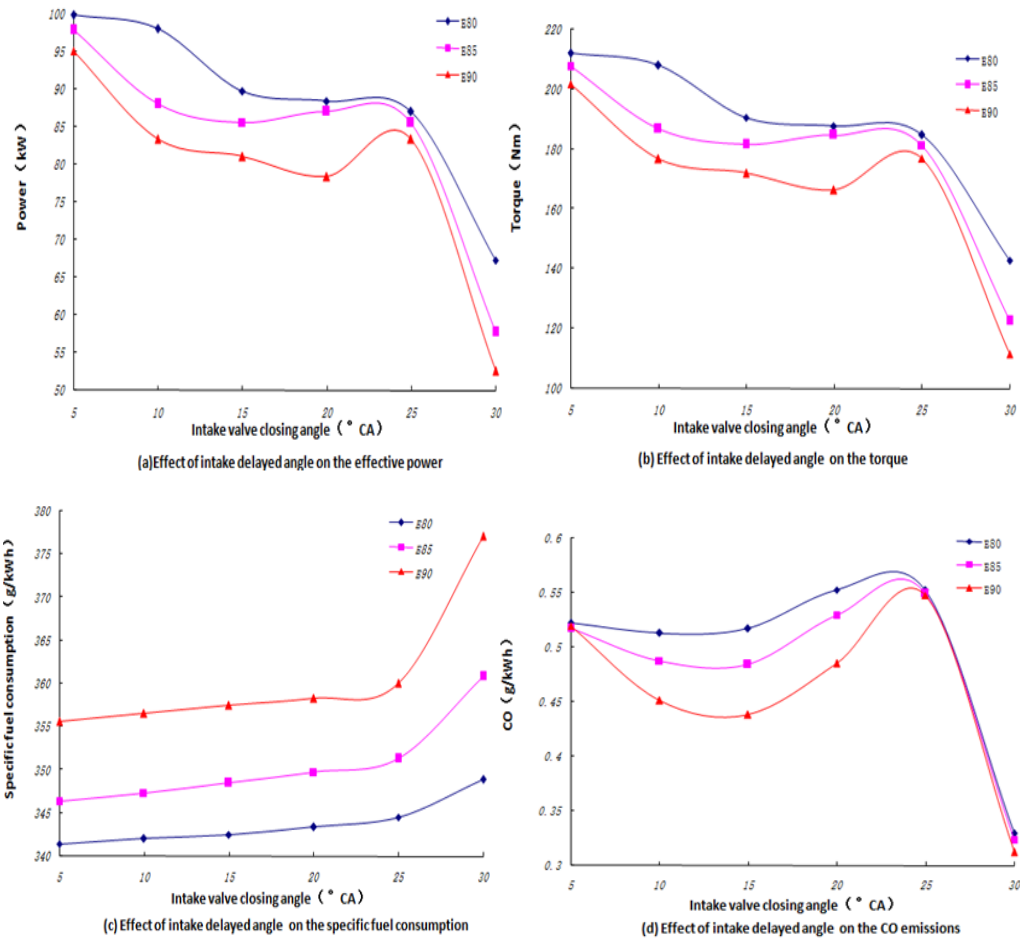 100
95
90
85
80
75
70
65
60
55
50
Power（kW）
E80
E85
E90
5
10
15
20
25
30
Intake valve closing angle（°CA）
(a)Effect of intake delayed angle on the effective power
220
200
180
160
140
120
100
Torque（Nm）
E80
E85
E90
5
10
15
20
25
30
Intake valve closing angle（°CA）
(b) Effect of intake delayed angle on the torque
380
375
370
365
360
355
350
345
340
Specific fuel consumption（g/kWh）
E80
E85
E90
5
10
15
20
25
30
Intake valve closing angle（°CA）
(c) Effect of intake delayed angle on the specific fuel consumption
0.6
0.55
0.5
0.45
0.4
0.35
0.3
CO（g/kWh）
E80
E85
E90
5
10
15
20
25
30
Intake valve closing angle（°CA）
(d) Effect of intake delayed angle on the CO emissions